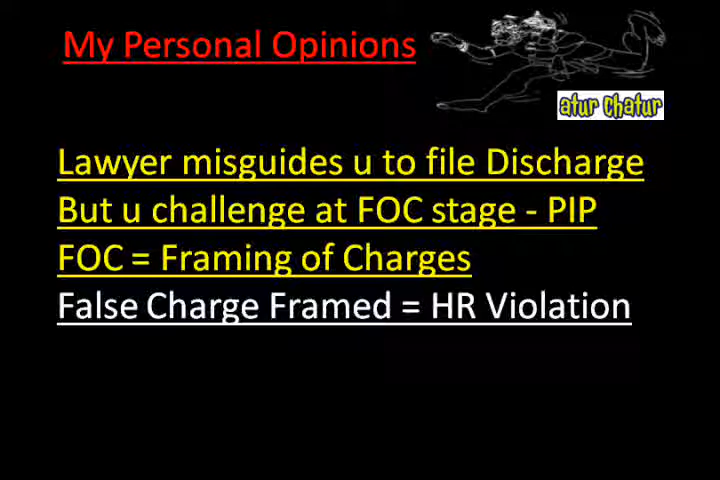 My Personal Opinions
atur chatur
Lawyer misguides u to file Discharge
But u challenge at FOC stage - PIP
FOC = Framing of Charges
False Charge Framed = HR Violation